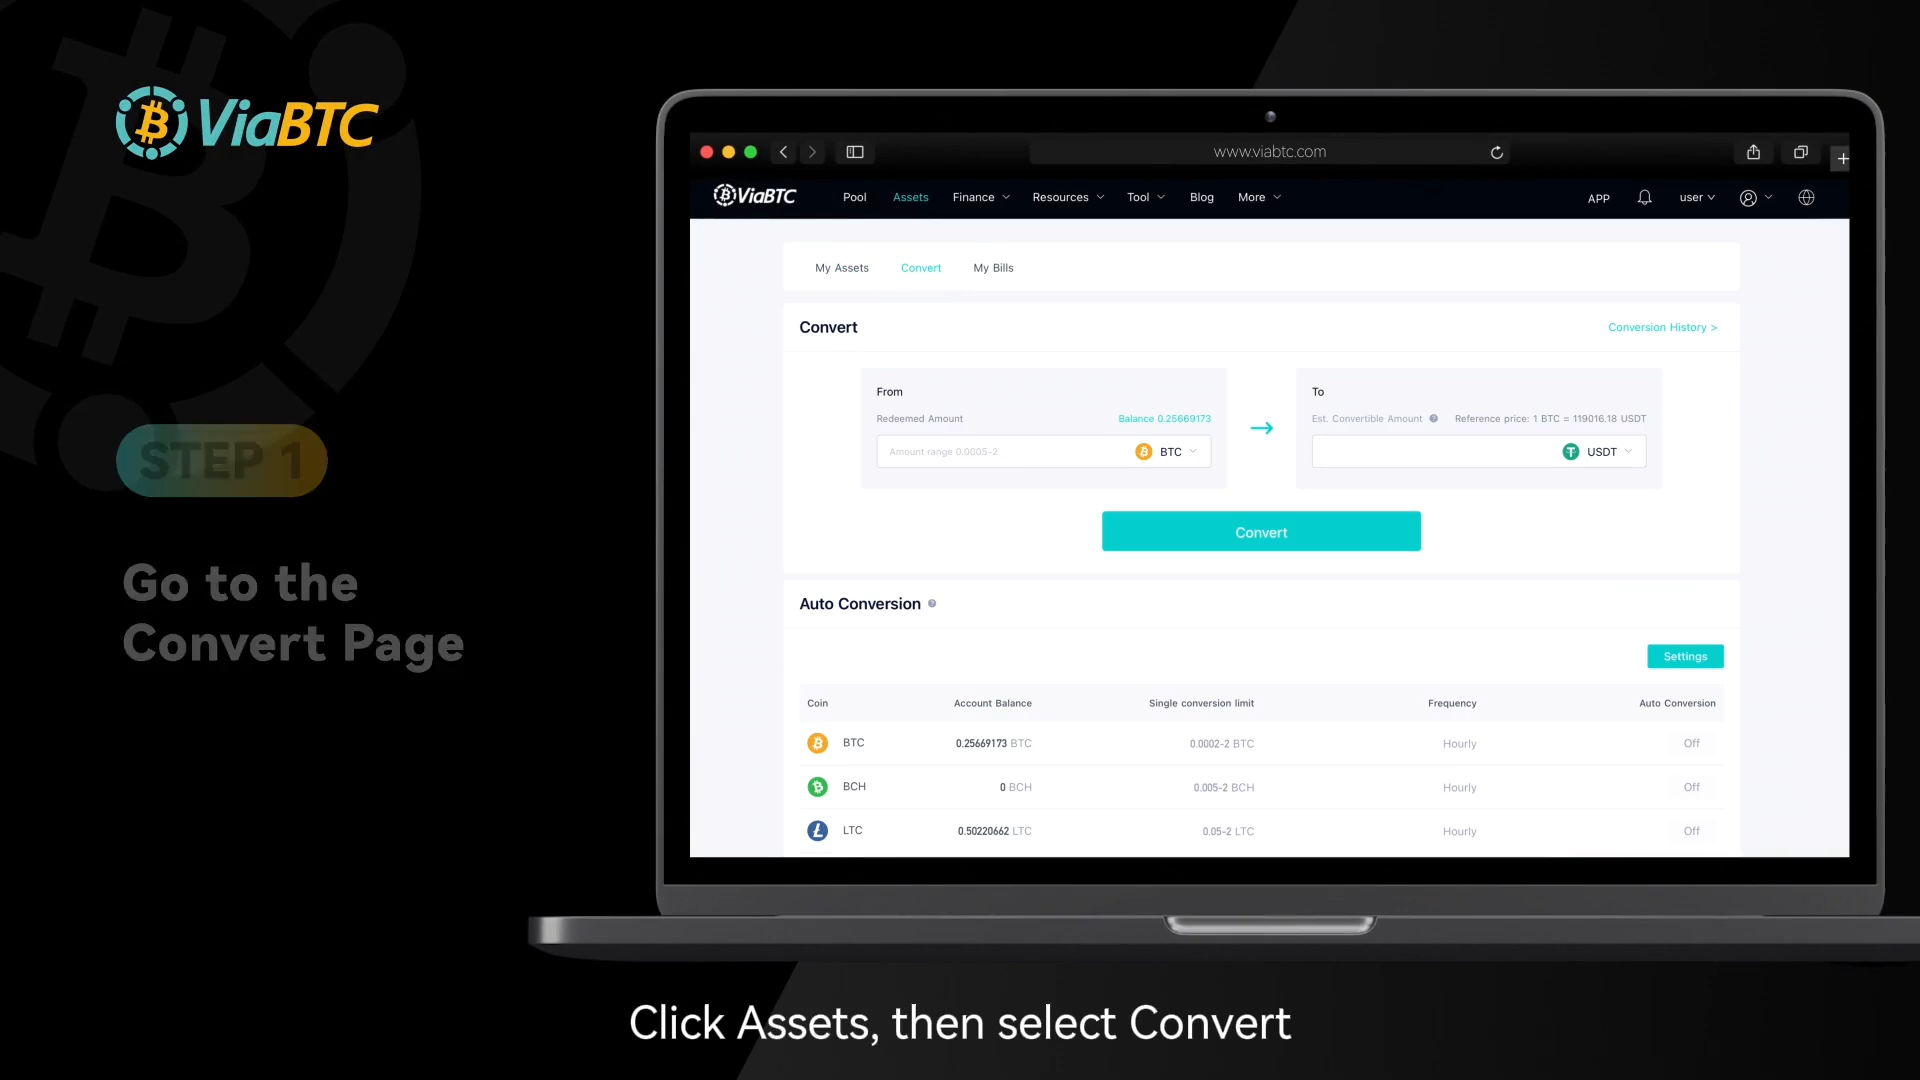 ViaBTC
STEP 1
Go to the
Convert Page
www.viabtc.com
ViaBTC Pool Assets Finance Resources Tool Blog More APP user
My Assets Convert My Bills
Convert Conversion History >
From
Redeemed Amount Balance 0.25669173
Amount range 0.0005-2 BTC
To
Est. Convertible Amount Reference price: 1 BTC = 119016.18 USDT
USDT
Convert
Auto Conversion
Settings
Coin Account Balance Single conversion limit Frequency Auto Conversion
BTC 0.25669173 BTC 0.0002-2 BTC Hourly Off
BCH 0 BCH 0.005-2 BCH Hourly Off
LTC 0.50220662 LTC 0.05-2 LTC Hourly Off
Click Assets, then select Convert